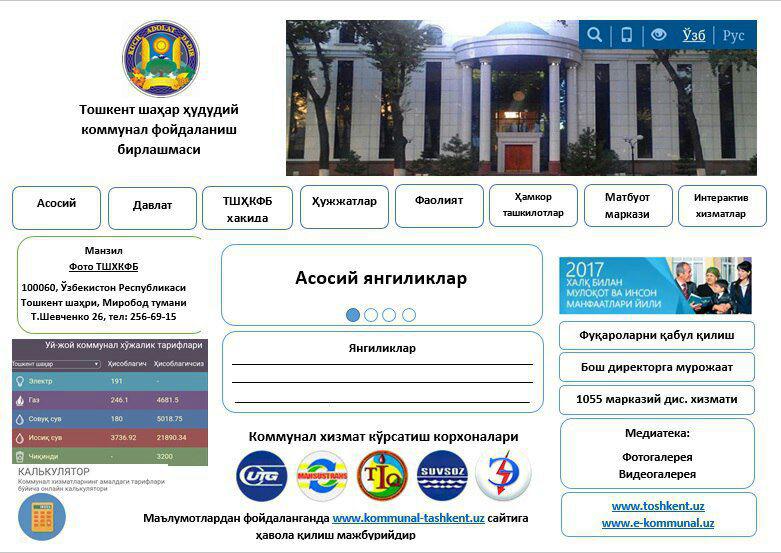 KUCH ADOLAT DADIR
Ўзб
Рус
Тошкент шаҳар ҳудудий
коммунал фойдаланиш
бирлашмаси
Асосий
Давлат
ТШҲКФБ
хақида
Ҳужжатлар
Фаолият
Ҳамкор
ташкилотлар
Матбуот
маркази
Интерактив
хизматлар
Манзил
Фото ТШХКФБ
100060, Ўзбекистон Республикаси
Тошкент шаҳри, Миробод тумани
Т.Шевченко 26, тел: 256-69-15
Асосий янгиликлар
2017
ХАЛҚ БИЛАН
МУЛОҚОТ ВА ИНСОН
МАНФААТЛАРИ ЙИЛИ
Уй-жой коммунал хўжалик тарифлари
Тошкент шаҳар Ҳисоблагич Ҳисоблагичсиз
Электр 191 -
Газ 246.1 4681.5
Совуқ сув 180 5018.75
Иссиқ сув 3736.92 21890.34
Чиқинди - 3200
КАЛЬКУЛЯТОР
Коммунал хизматларнинг амалдаги тарифлари
бўйича онлайн калькулятори
Янгиликлар
Фуқароларни қабул қилиш
Бош директорга мурожаат
1055 марказий дис. хизмати
Медиатека:
Фотогалерея
Видеогалерея
Коммунал хизмат кўрсатиш корхоналари
UTG
MAHSUSTRANS
TIQ
SUVSOZ
Маълумотлардан фойдаланганда www.kommunal-tashkent.uz сайтига
ҳавола қилиш мажбурийдир
www.toshkent.uz
www.e-kommunal.uz